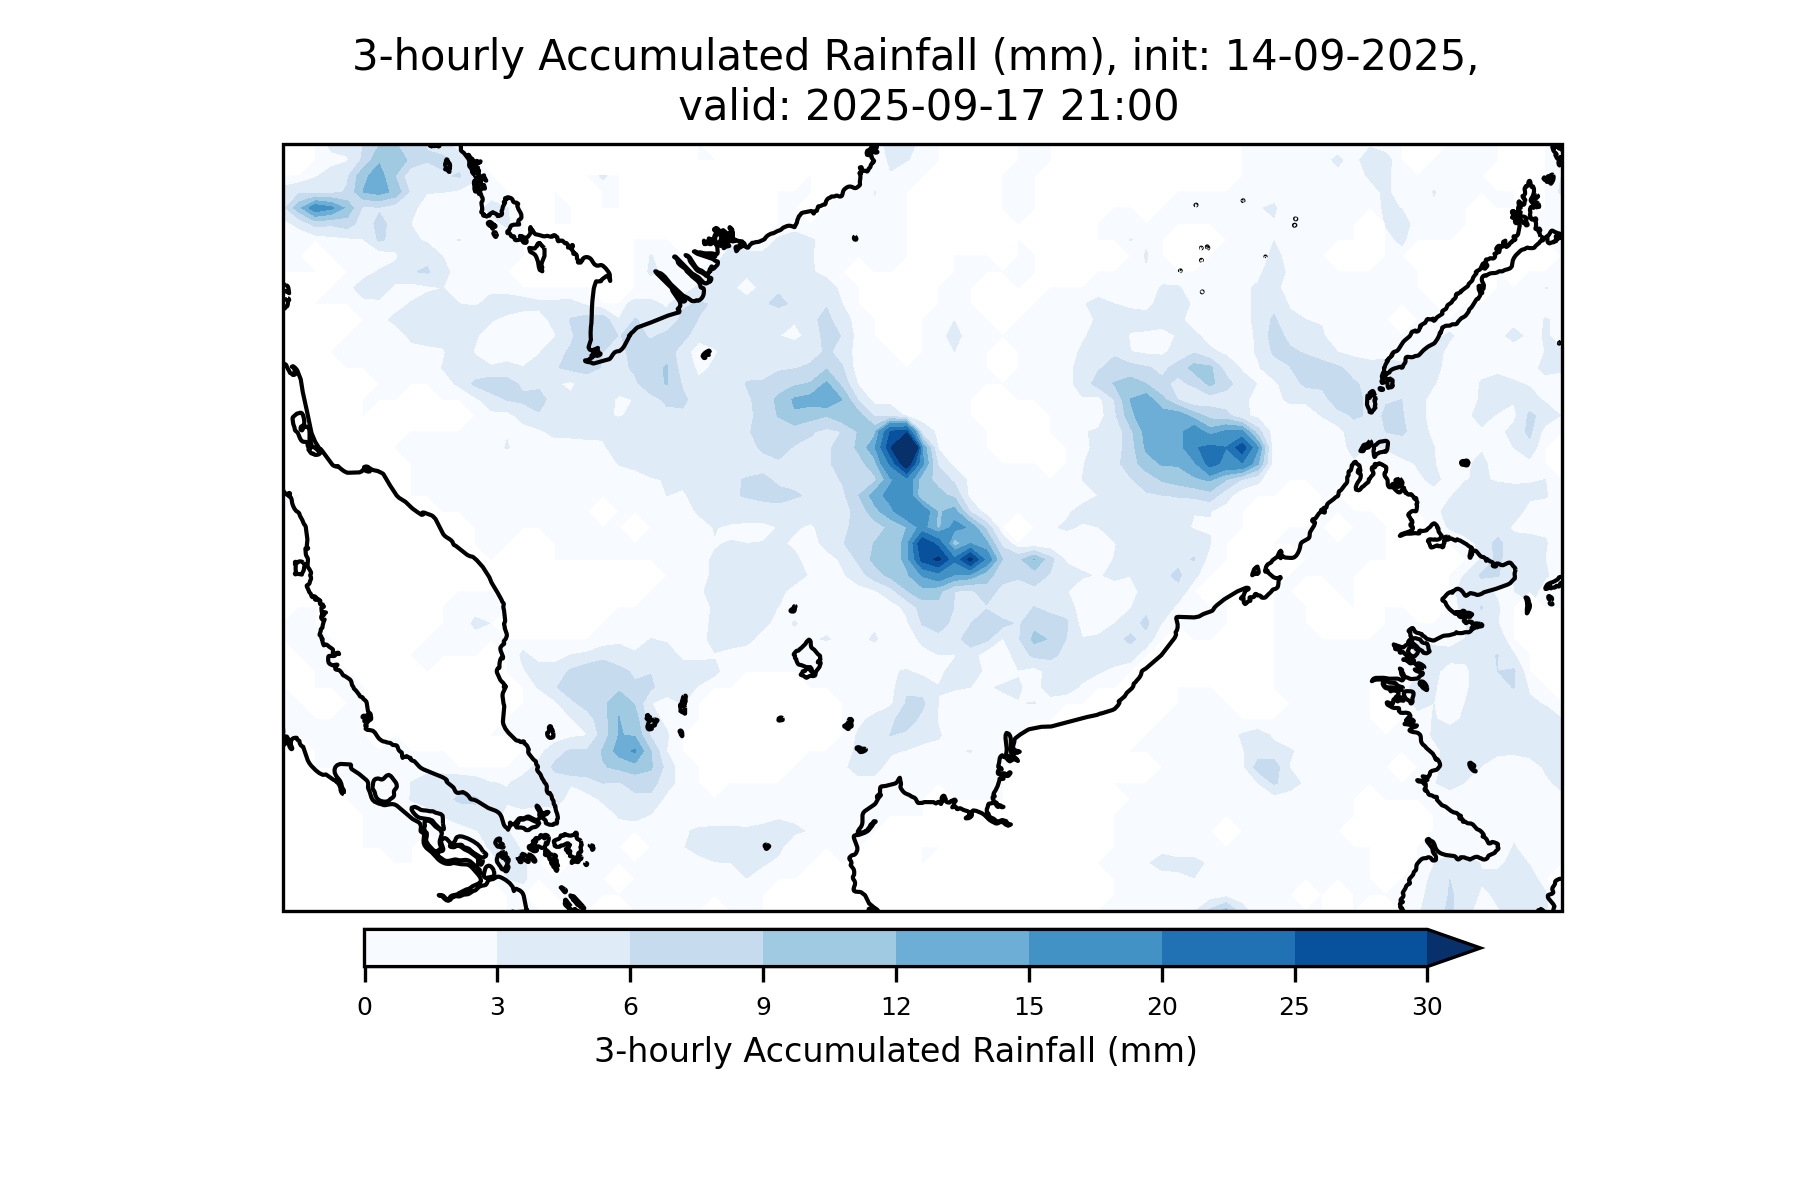 3-hourly Accumulated Rainfall (mm), init: 14-09-2025,
valid: 2025-09-17 21:00
0 3 6 9 12 15 20 25 30
3-hourly Accumulated Rainfall (mm)